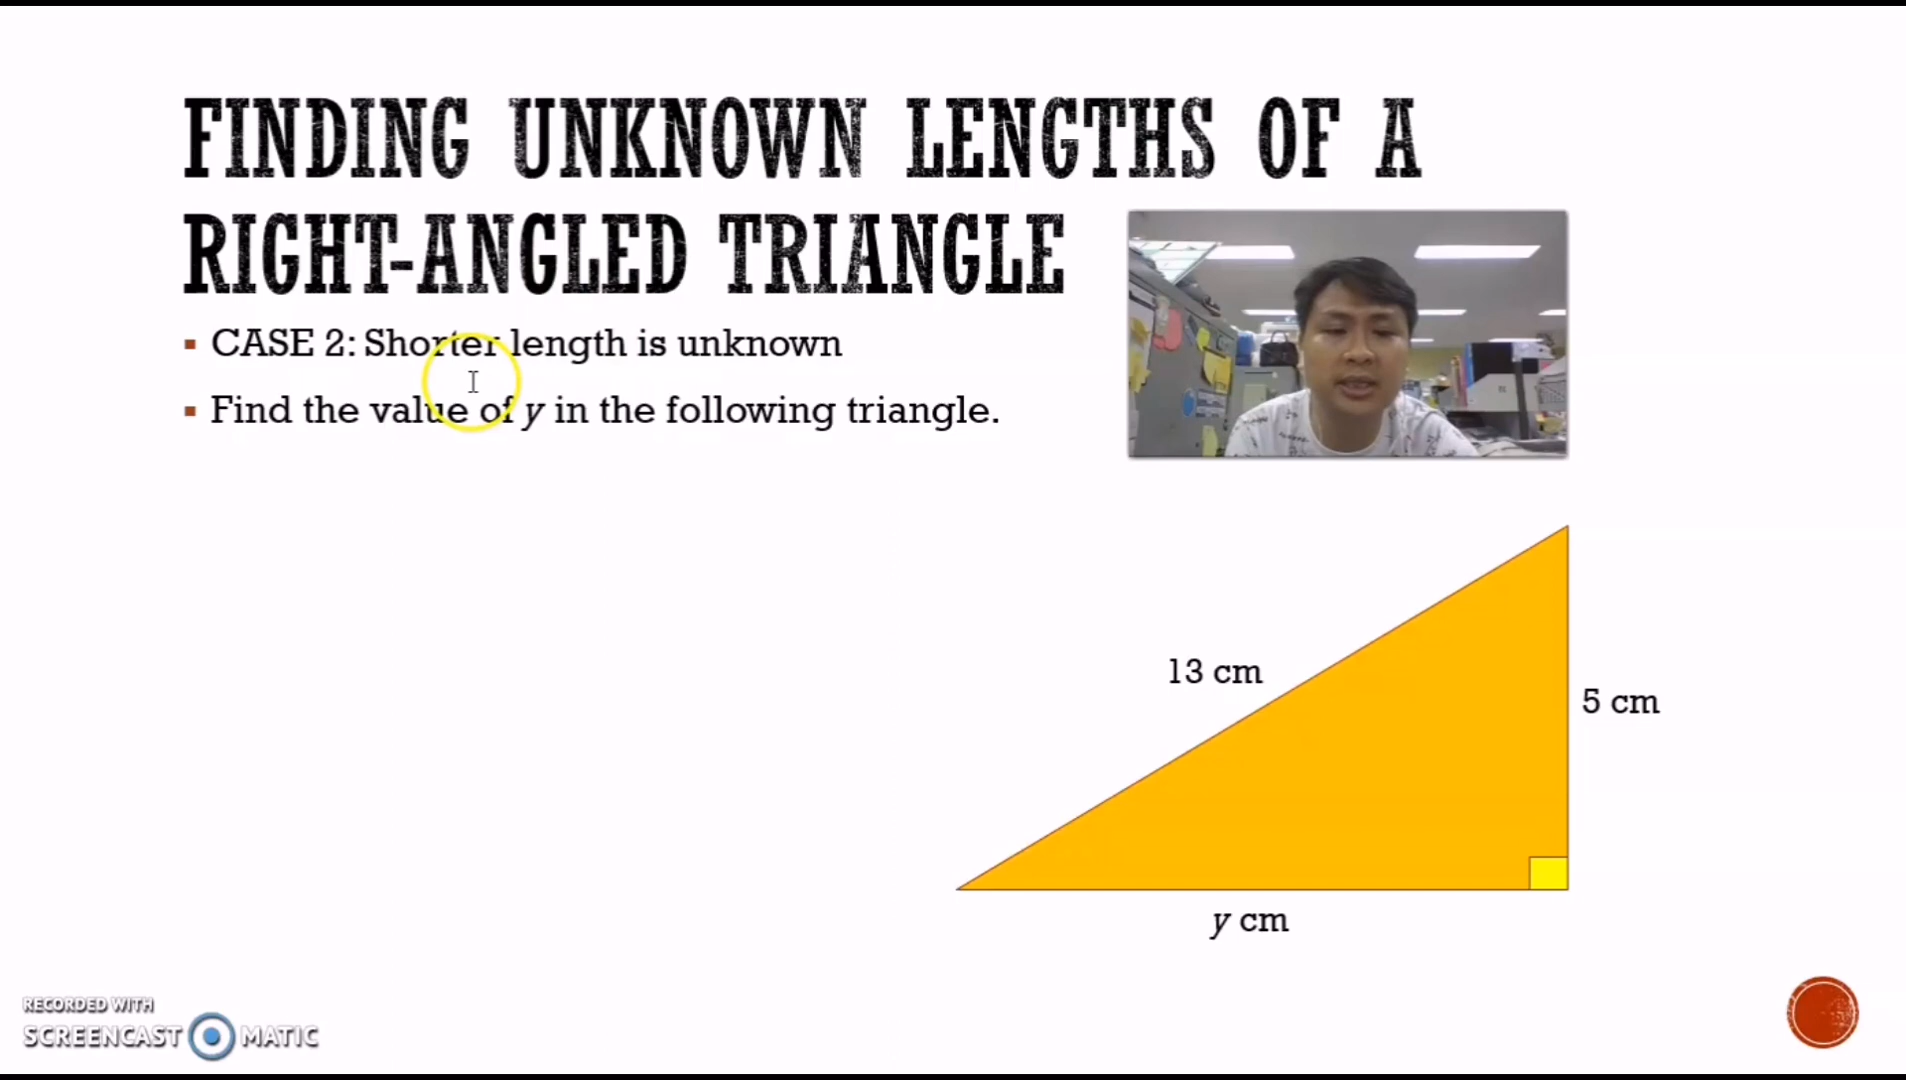 FINDING UNKNOWN LENGTHS OF A
RIGHT-ANGLED TRIANGLE
CASE 2: Shorter length is unknown
Find the value of y in the following triangle.
13 cm
5 cm
y cm
RECORDED WITH
SCREENCAST MATIC